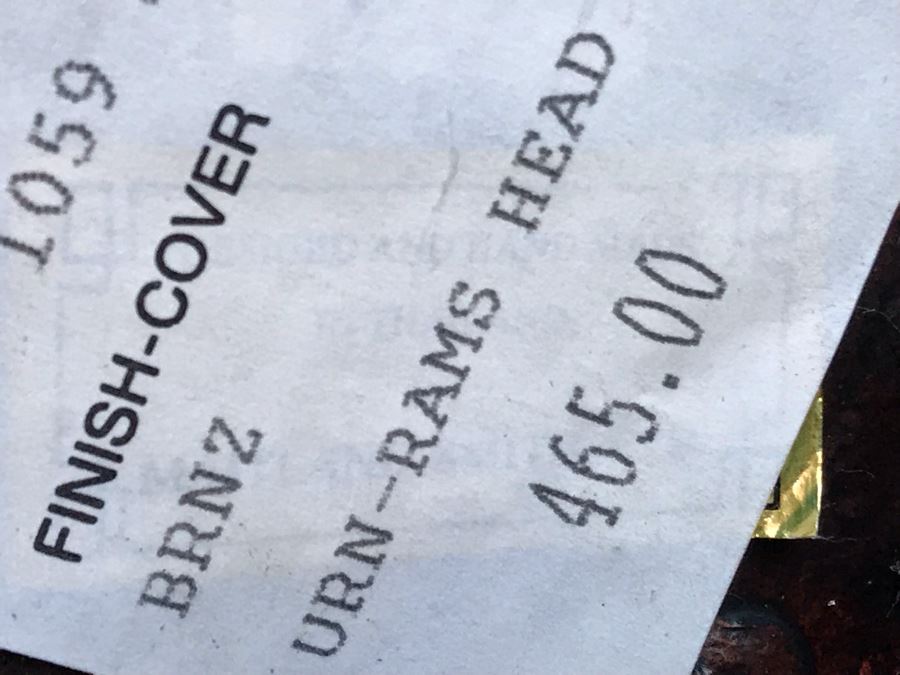 1059
FINISH-COVER
BRNZ
URN-RAMS HEAD
465.00